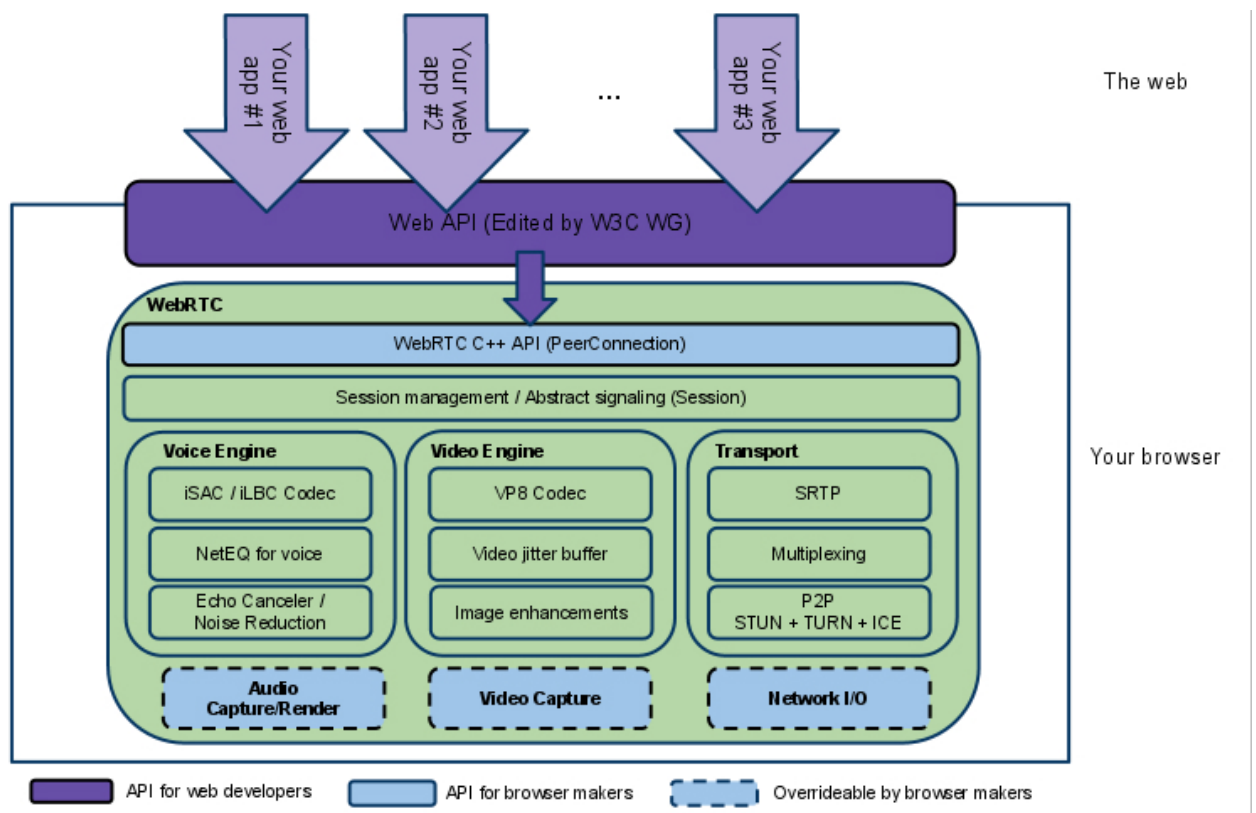 Your web
app #1
Your web
app #2
...
Your web
app #3
The web
Web API (Edited by W3C WG)
WebRTC
WebRTC C++ API (PeerConnection)
Session management / Abstract signaling (Session)
Your browser
Voice Engine
iSAC / iLBC Codec
NetEQ for voice
Echo Canceler /
Noise Reduction
Video Engine
VP8 Codec
Video jitter buffer
Image enhancements
Transport
SRTP
Multiplexing
P2P
STUN + TURN + ICE
Audio
Capture/Render
Video Capture
Network I/O
API for web developers
API for browser makers
Overrideable by browser makers